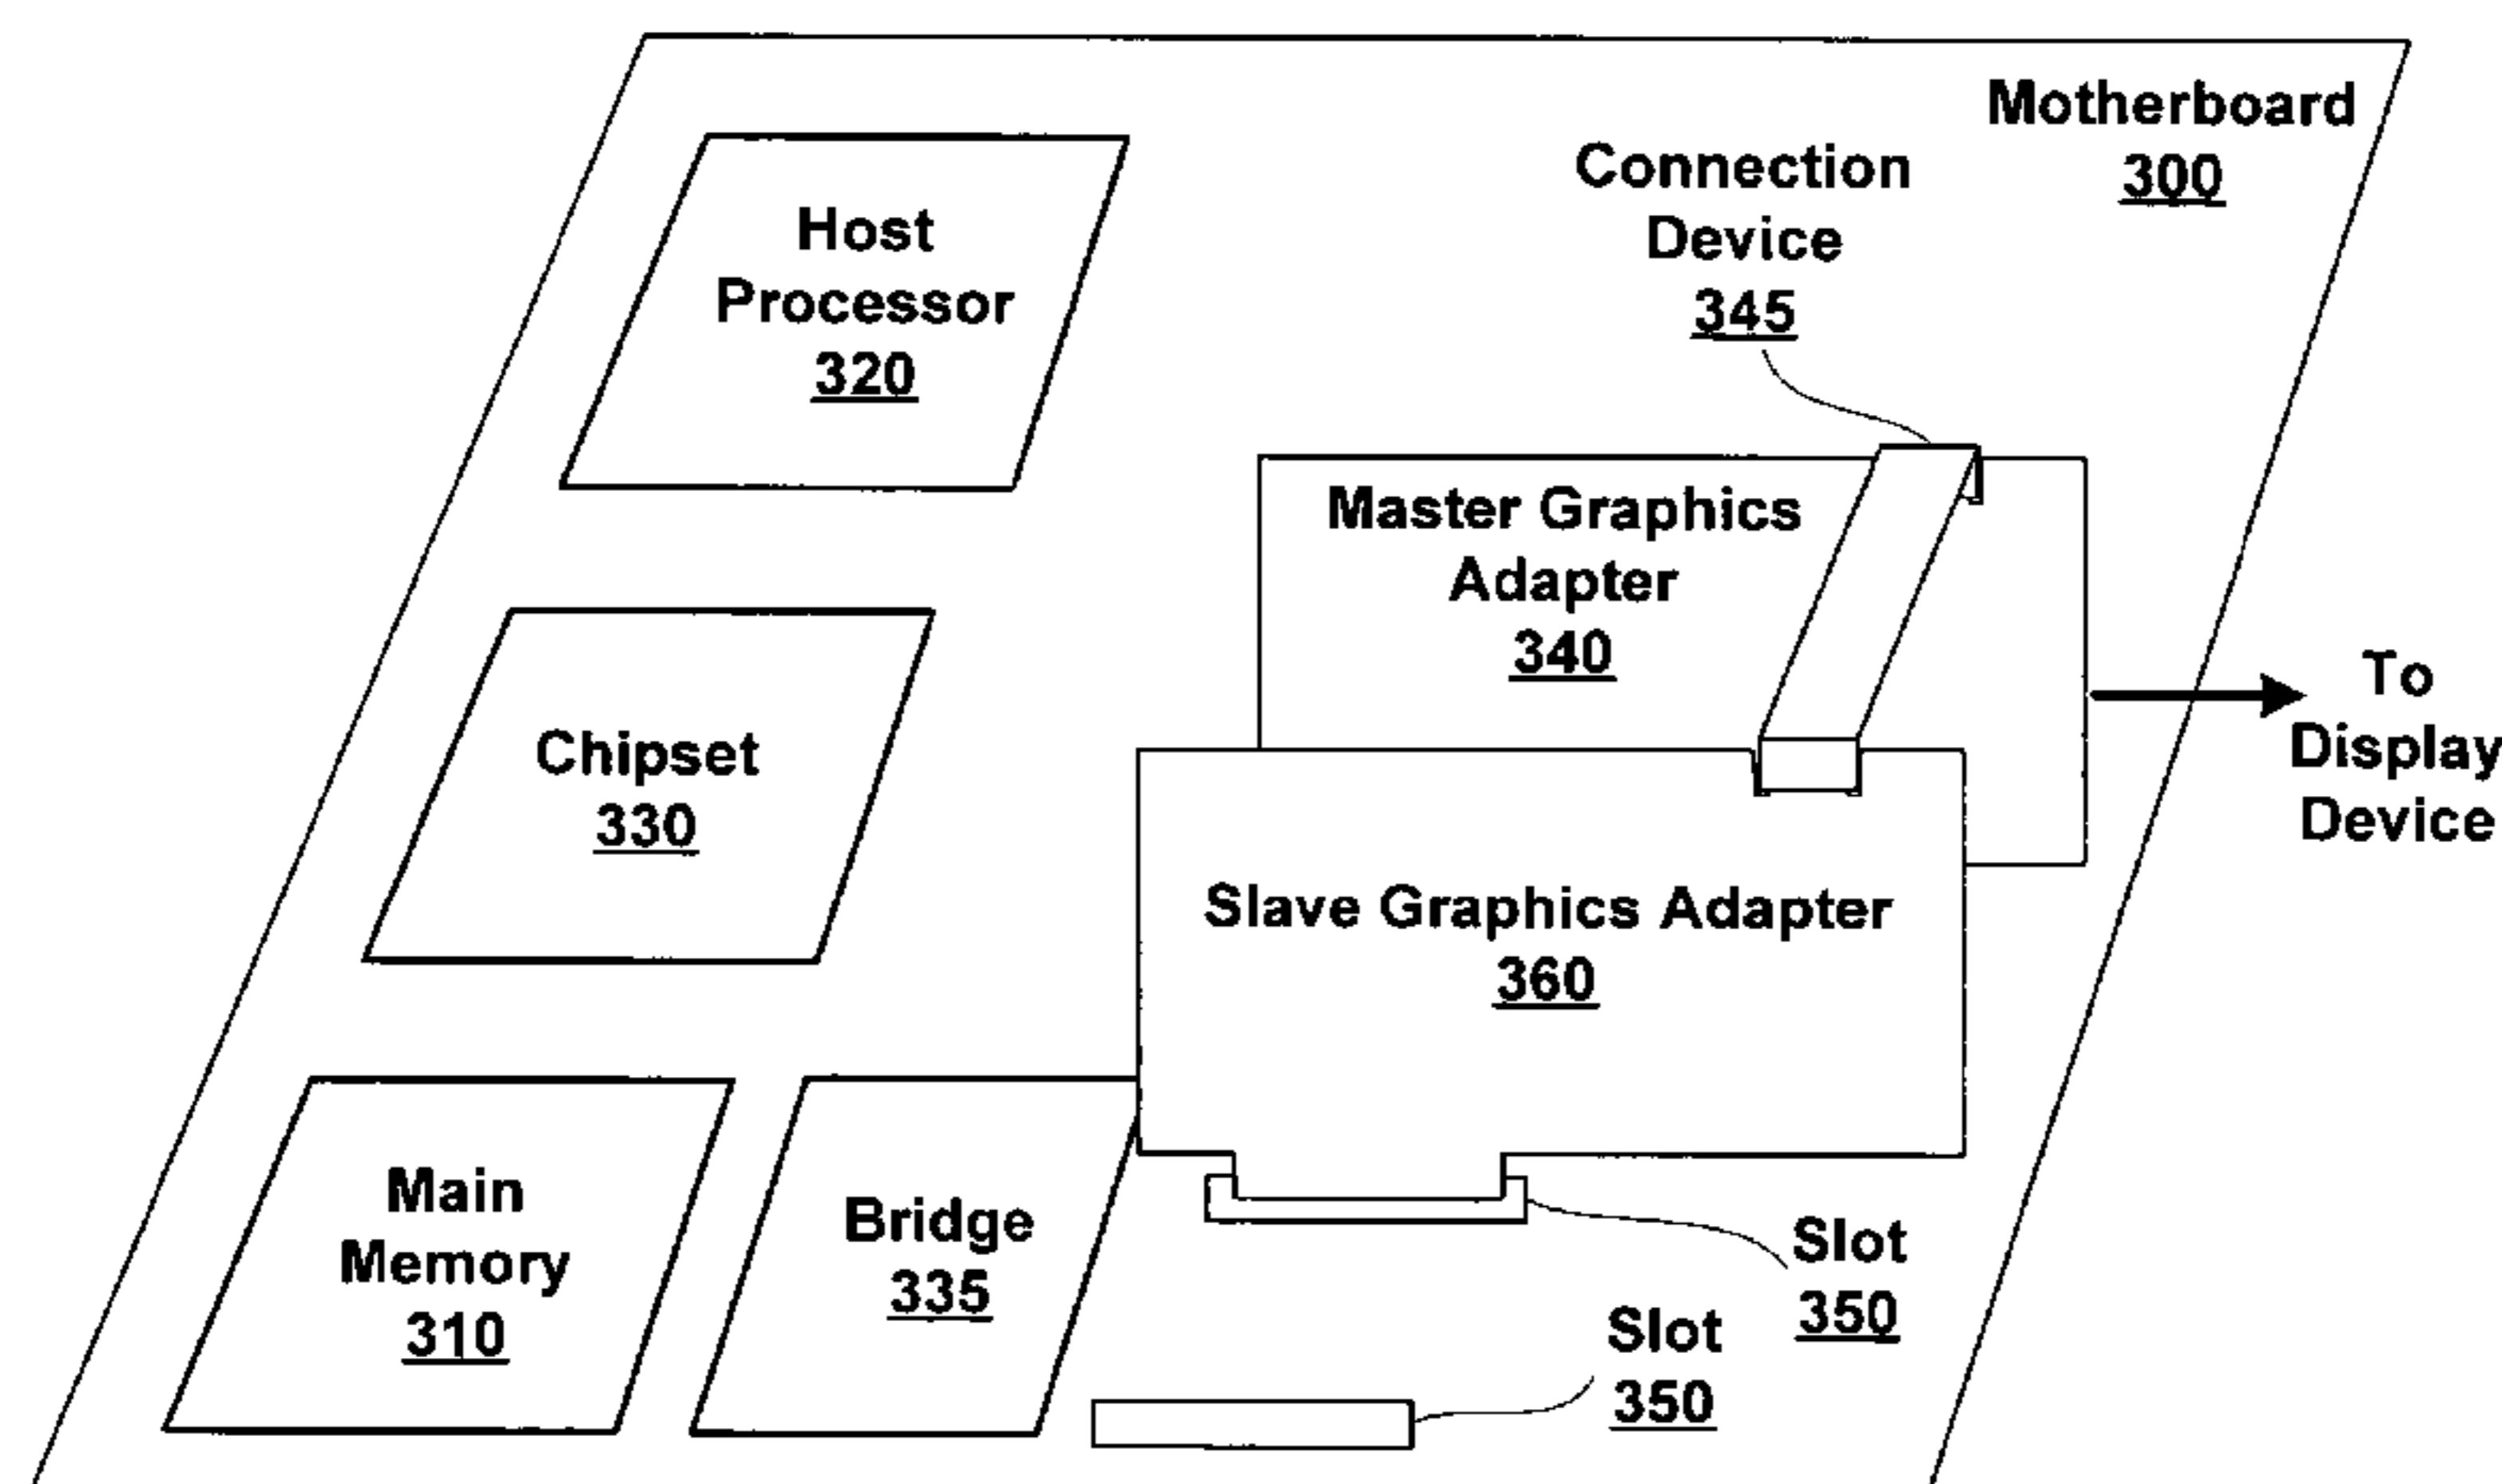 Motherboard
300
Connection
Device
345
Host
Processor
320
Master Graphics
Adapter
340
To
Display
Device
Chipset
330
Slave Graphics Adapter
360
Main
Memory
310
Bridge
335
Slot
350
Slot
350